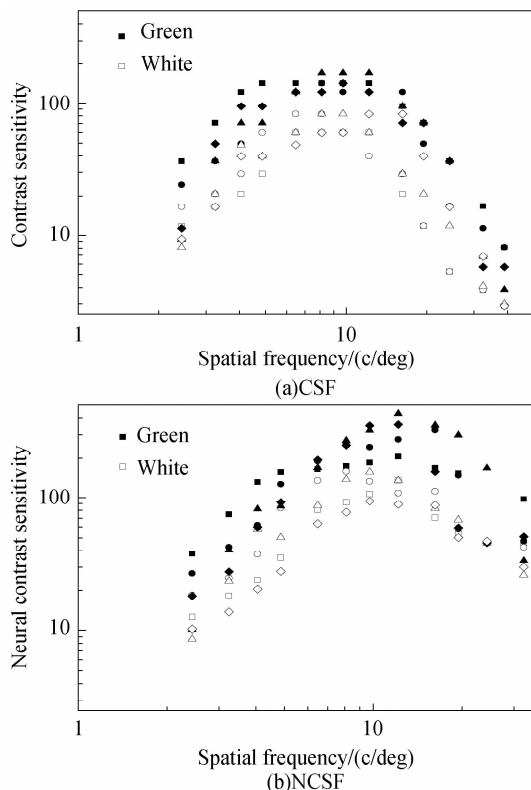 Green
White
100
10
Contrast sensitivity
1
10
Spatial frequency/(c/deg)
(a)CSF
Green
White
100
10
Neural contrast sensitivity
1
10
Spatial frequency/(c/deg)
(b)NCSF